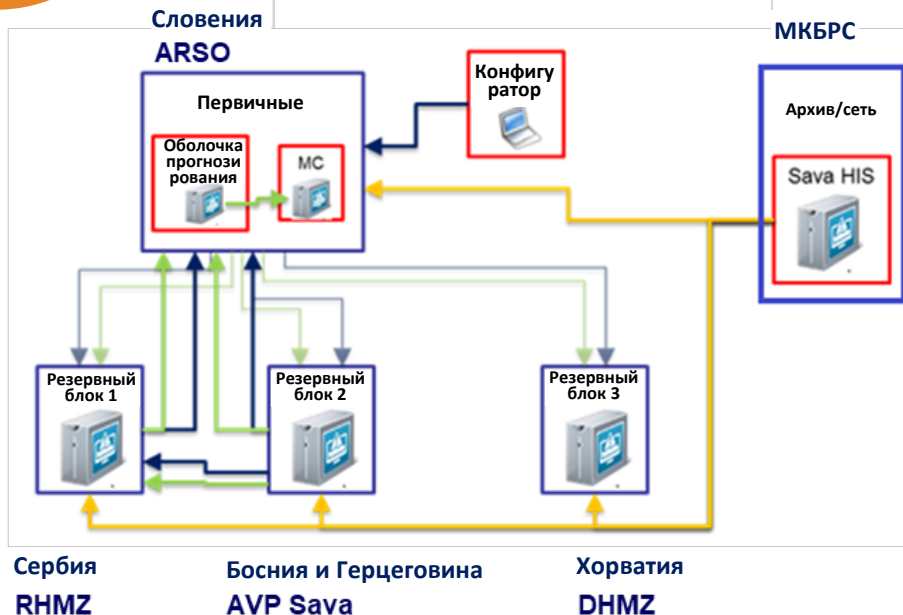 Словения
ARSO
МКБРС
Первичные
Оболочка
прогнози
рования
МС
Конфигу
ратор
Архив/сеть
Sava HIS
Резервный
блок 1
Резервный
блок 2
Резервный
блок 3
Сербия
RHMZ
Босния и Герцеговина
AVP Sava
Хорватия
DHMZ